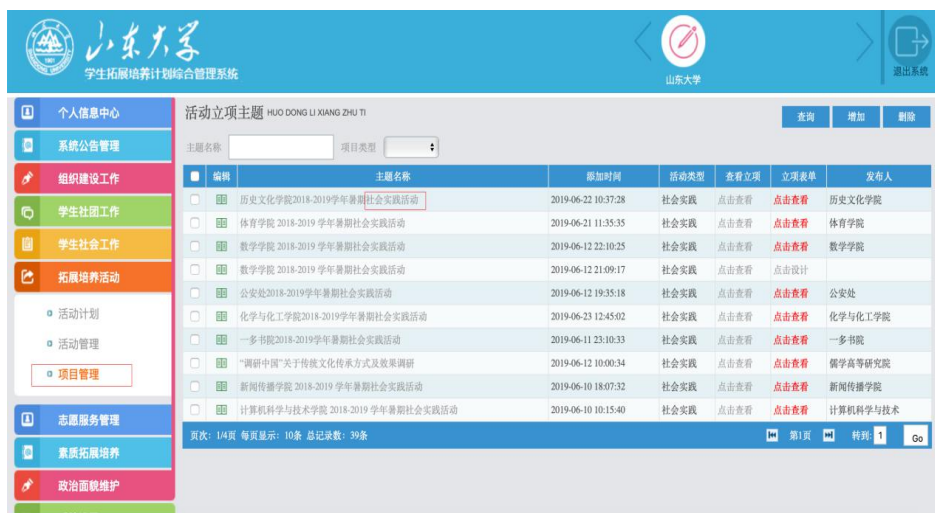 山东大学
学生拓展培养计划综合管理系统
山东大学
退出系统
个人信息中心
系统公告管理
组织建设工作
学生社团工作
学生社会工作
拓展培养活动
活动计划
活动管理
项目管理
志愿服务管理
素质拓展培养
政治面貌维护
活动立项主题 HUO DONG LI XIANG ZHU TI
查询 增加 删除
主题名称 项目类型
编辑 主题名称 添加时间 活动类型 查看立项 立项表单 发布人
历史文化学院2018-2019学年暑期社会实践活动 2019-06-22 10:37:28 社会实践 点击查看 点击查看 历史文化学院
体育学院 2018-2019 学年暑期社会实践活动 2019-06-21 11:35:35 社会实践 点击查看 点击查看 体育学院
数学学院 2018-2019 学年暑期社会实践活动 2019-06-12 22:10:25 社会实践 点击查看 点击查看 数学学院
数学学院 2018-2019 学年暑期社会实践活动 2019-06-12 21:09:17 社会实践 点击查看 点击设计
公安处2018-2019学年暑期社会实践活动 2019-06-12 19:35:18 社会实践 点击查看 点击查看 公安处
化学与化工学院2018-2019学年暑期社会实践活动 2019-06-23 12:45:02 社会实践 点击查看 点击查看 化学与化工学院
一多书院2018-2019学年暑期社会实践活动 2019-06-11 23:10:33 社会实践 点击查看 点击查看 一多书院
“调研中国”关于传统文化传承方式及效果调研 2019-06-12 10:00:34 社会实践 点击查看 点击查看 儒学高等研究院
新闻传播学院 2018-2019 学年暑期社会实践活动 2019-06-10 18:07:32 社会实践 点击查看 点击查看 新闻传播学院
计算机科学与技术学院 2018-2019 学年暑期社会实践活动 2019-06-10 10:15:40 社会实践 点击查看 点击查看 计算机科学与技术
页次: 1/4页 每页显示: 10条 总记录数: 39条 第1页 转到: 1 Go